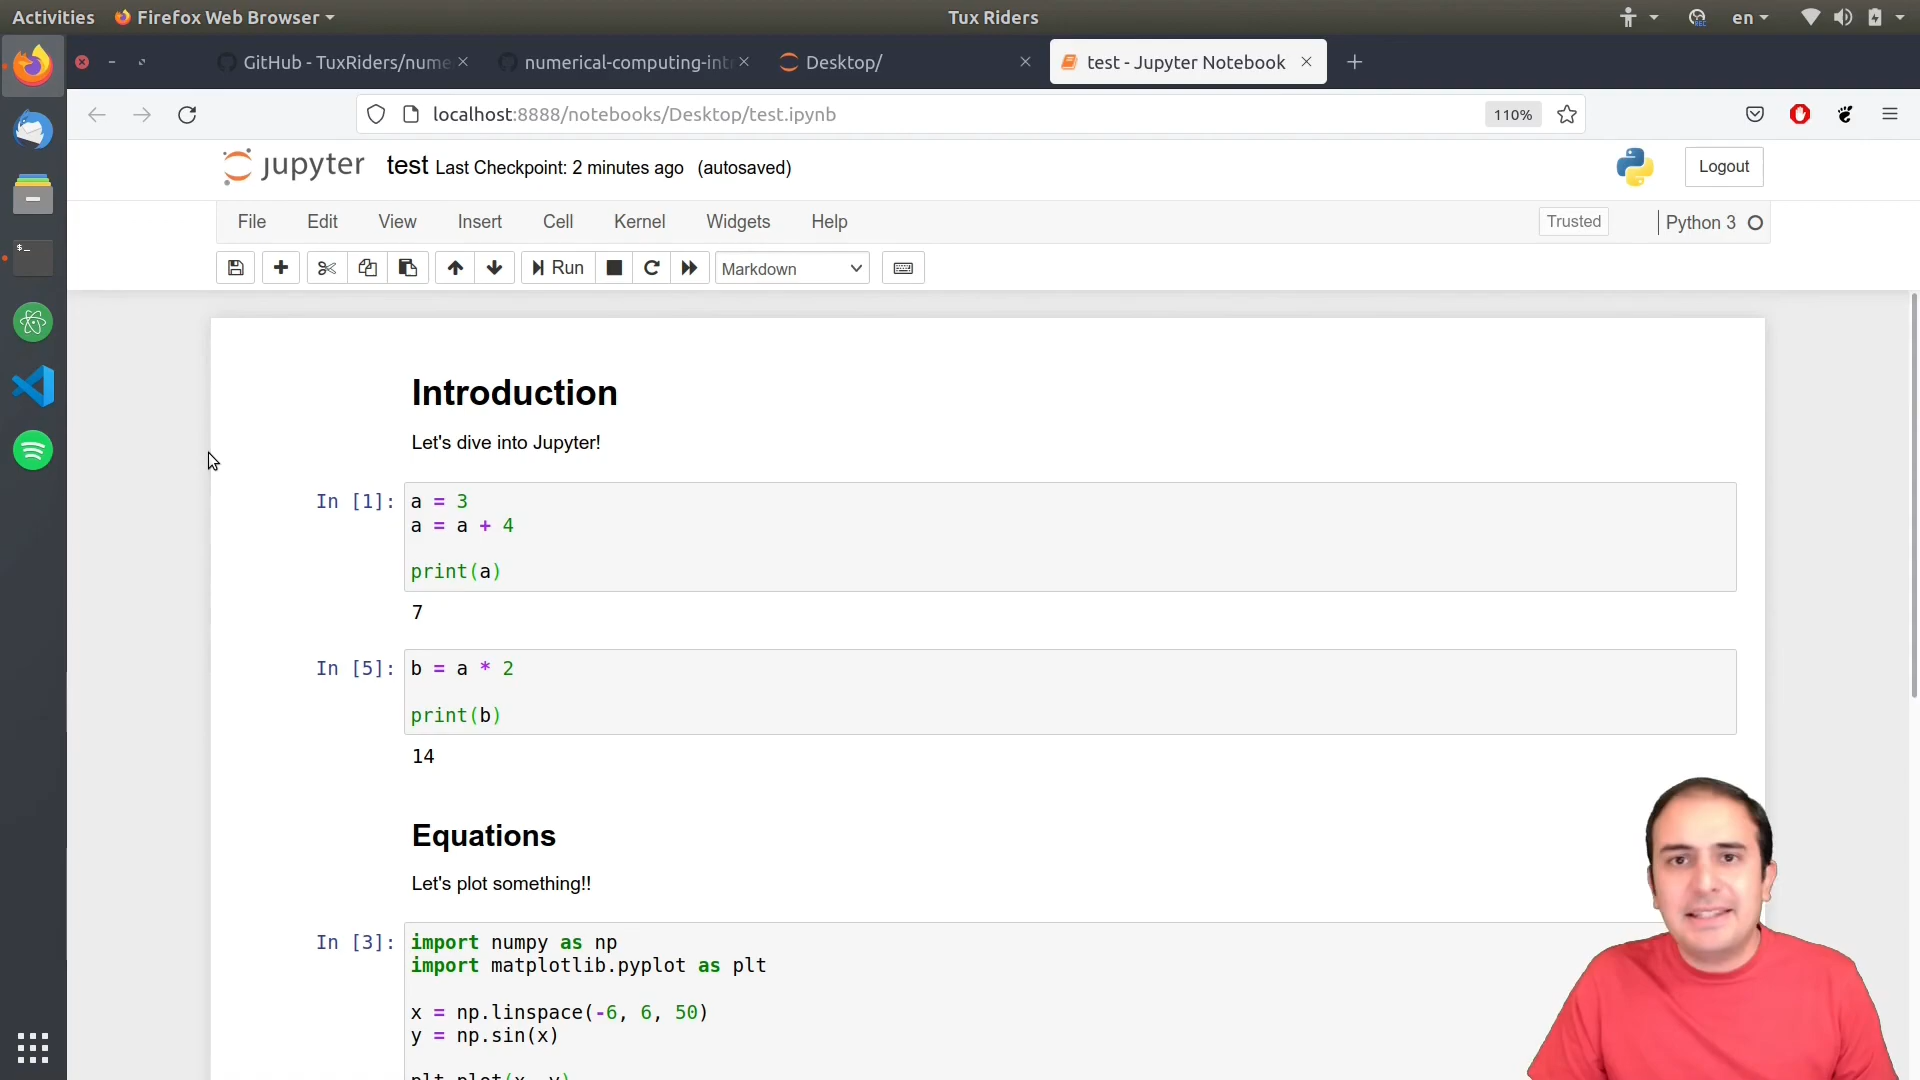 Activities Firefox Web Browser Tux Riders en
GitHub - TuxRiders/nume numerical-computing-int Desktop/ test - Jupyter Notebook
localhost:8888/notebooks/Desktop/test.ipynb 110%
jupyter test Last Checkpoint: 2 minutes ago (autosaved) Logout
File Edit View Insert Cell Kernel Widgets Help Trusted Python 3
Run Markdown
Introduction
Let's dive into Jupyter!
In [1]: a = 3
a = a + 4
print(a)
7
In [5]: b = a * 2
print(b)
14
Equations
Let's plot something!!
In [3]: import numpy as np
import matplotlib.pyplot as plt
x = np.linspace(-6, 6, 50)
y = np.sin(x)